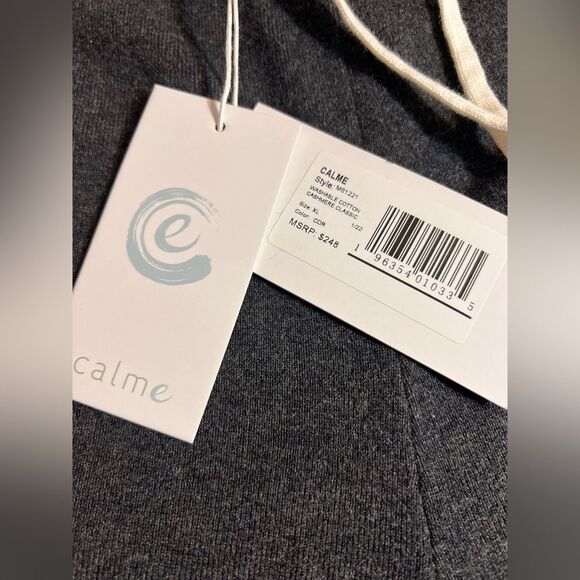 e
calme
CALME
Style: M61221
WASHABLE COTTON
CASHMERE CLASSIC
Size: XL 1/22
Color: CDR
MSRP: $248
1 96354 01033 5